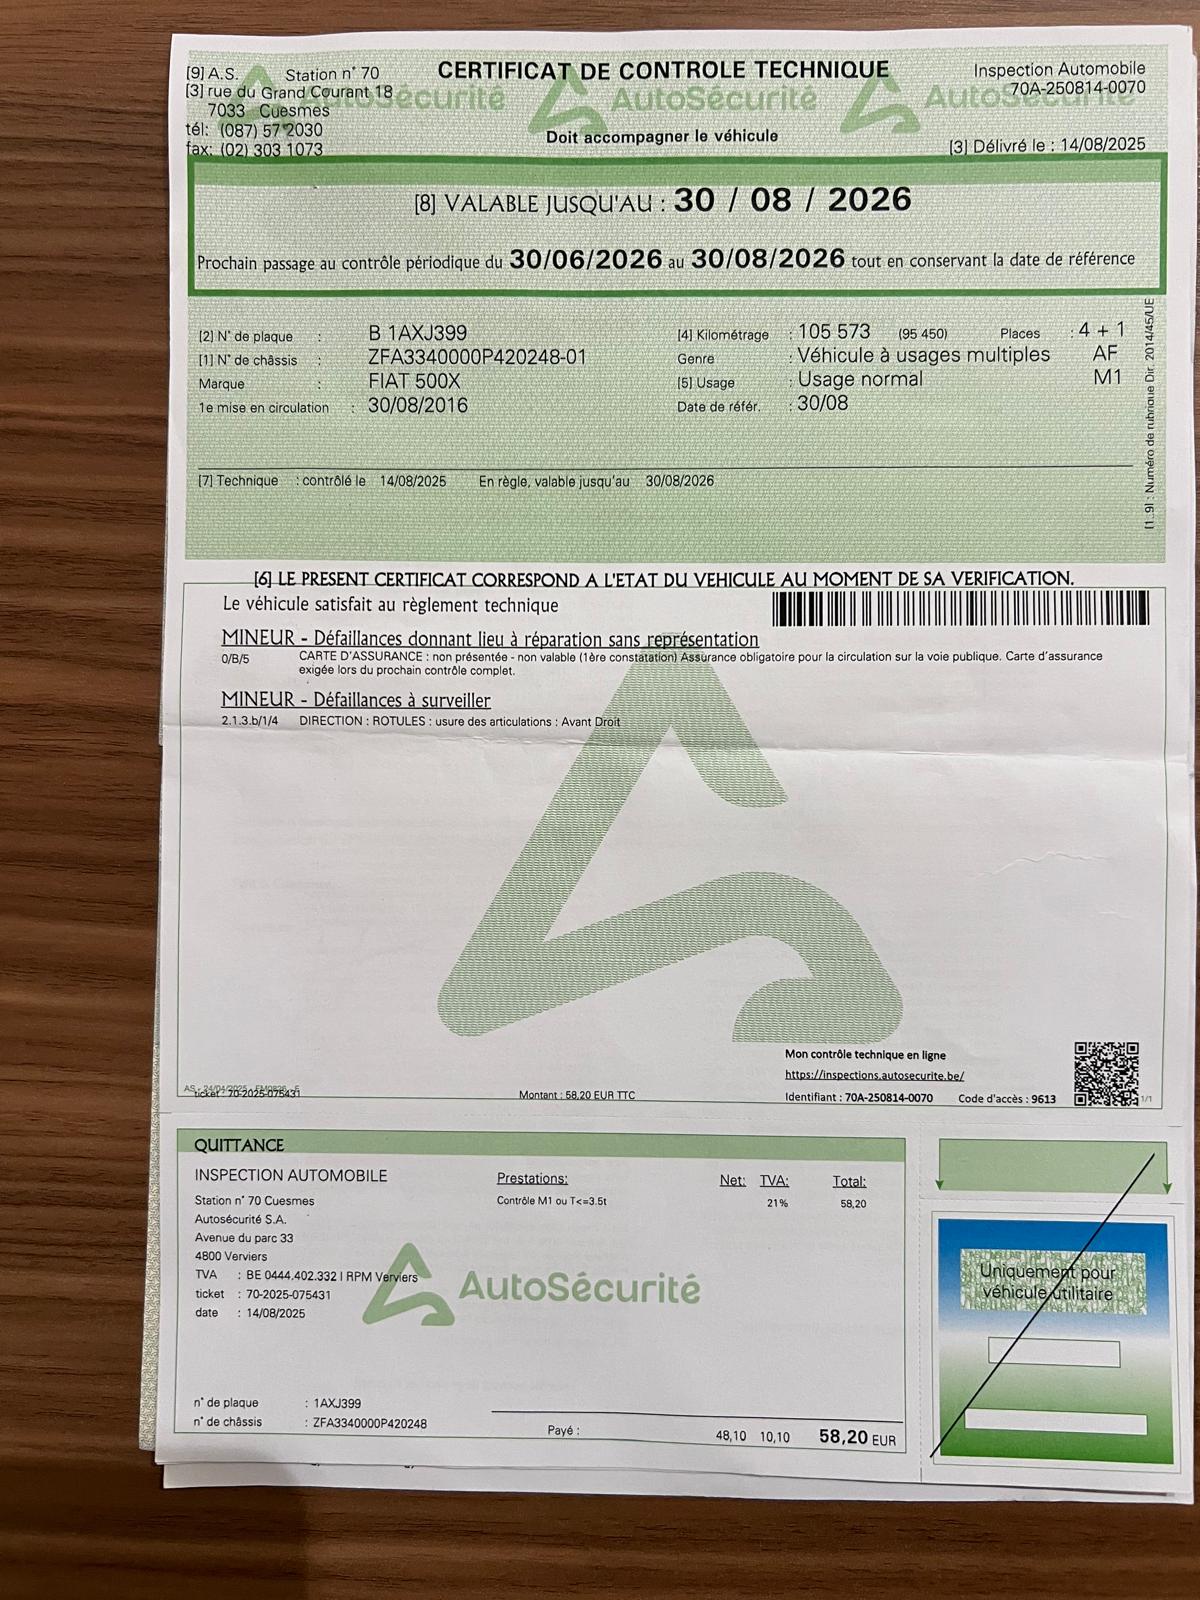 [9] A.S. Station n° 70
[3] rue du Grand Courant 18
7033 Cuesmes
tél: (087) 57 2030
fax: (02) 303 1073
CERTIFICAT DE CONTROLE TECHNIQUE
AutoSécurité AutoSécurité AutoSécurité
Doit accompagner le véhicule
Inspection Automobile
70A-250814-0070
[3] Délivré le : 14/08/2025
[8] VALABLE JUSQU'AU : 30 / 08 / 2026
Prochain passage au contrôle périodique du 30/06/2026 au 30/08/2026 tout en conservant la date de référence
[2] N° de plaque : B 1AXJ399
[1] N° de châssis : ZFA3340000P420248-01
Marque : FIAT 500X
1e mise en circulation : 30/08/2016
[4] Kilométrage : 105 573 (95 450) Places : 4 + 1
Genre : Véhicule à usages multiples AF
[5] Usage : Usage normal M1
Date de référ. : 30/08
[1..9] : Numéro de rubrique Dir. 2014/45/UE
[7] Technique : contrôlé le 14/08/2025 En règle, valable jusqu'au 30/08/2026
[6] LE PRESENT CERTIFICAT CORRESPOND A L'ETAT DU VEHICULE AU MOMENT DE SA VERIFICATION.
Le véhicule satisfait au règlement technique
MINEUR - Défaillances donnant lieu à réparation sans représentation
0/B/5 CARTE D'ASSURANCE : non présentée - non valable (1ère constatation) Assurance obligatoire pour la circulation sur la voie publique. Carte d'assurance
exigée lors du prochain contrôle complet.
MINEUR - Défaillances à surveiller
2.1.3.b/1/4 DIRECTION : ROTULES : usure des articulations : Avant Droit
Mon contrôle technique en ligne
https://inspections.autosecurite.be/
Identifiant : 70A-250814-0070 Code d'accès : 9613
1/1
ticket : 70-2025-075431
Montant : 58,20 EUR TTC
QUITTANCE
INSPECTION AUTOMOBILE
Station n° 70 Cuesmes
Autosécurité S.A.
Avenue du parc 33
4800 Verviers
TVA : BE 0444.402.332 | RPM Verviers
ticket : 70-2025-075431
date : 14/08/2025
Prestations: Net: TVA: Total:
Contrôle M1 ou T<=3.5t 21% 58,20
AutoSécurité
n° de plaque : 1AXJ399
n° de châssis : ZFA3340000P420248
Payé : 48,10 10,10 58,20 EUR
Uniquement pour
véhicule utilitaire